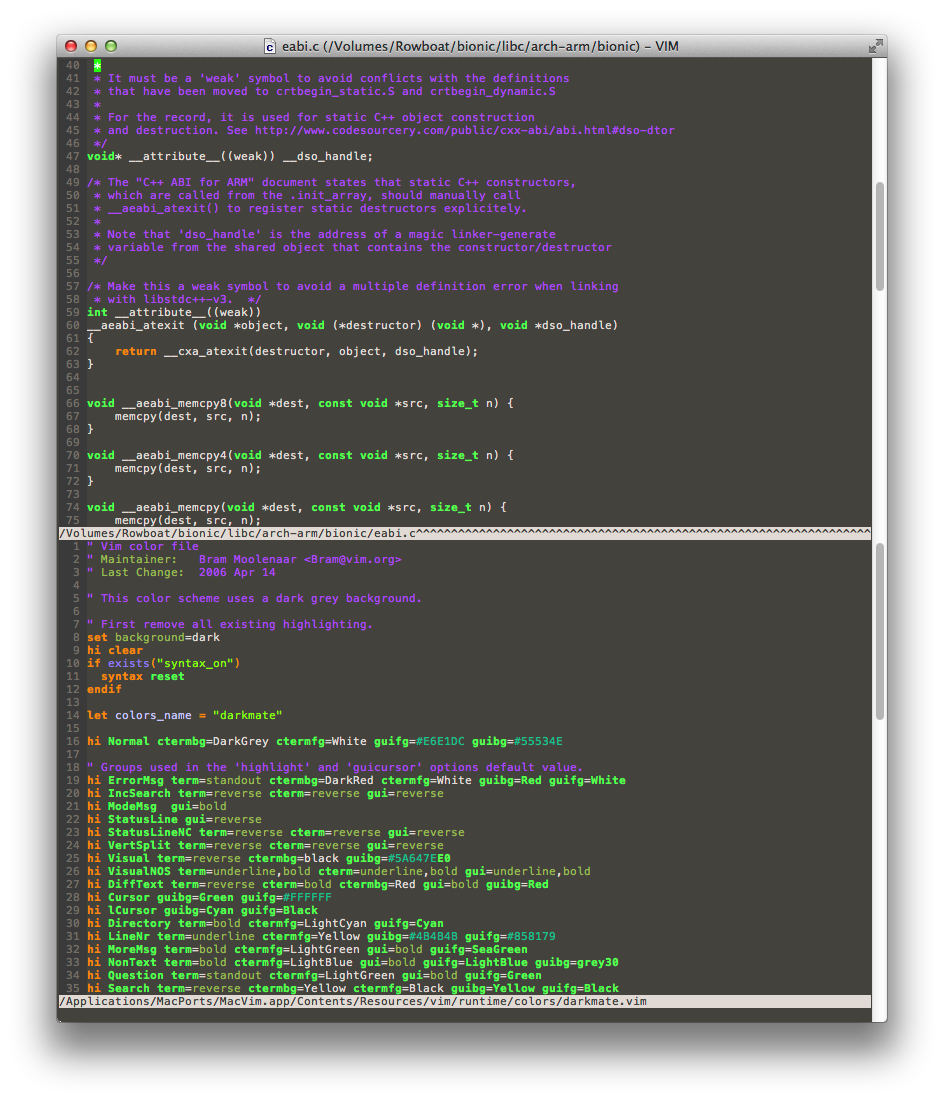 eabi.c (/Volumes/Rowboat/bionic/libc/arch-arm/bionic) – VIM
40  *
41  * It must be a 'weak' symbol to avoid conflicts with the definitions
42  * that have been moved to crtbegin_static.S and crtbegin_dynamic.S
43  *
44  * For the record, it is used for static C++ object construction
45  * and destruction. See http://www.codesourcery.com/public/cxx-abi/abi.html#dso-dtor
46  */
47 void* __attribute__((weak)) __dso_handle;
48
49 /* The "C++ ABI for ARM" document states that static C++ constructors,
50  * which are called from the .init_array, should manually call
51  * __aeabi_atexit() to register static destructors explicitely.
52  *
53  * Note that 'dso_handle' is the address of a magic linker-generate
54  * variable from the shared object that contains the constructor/destructor
55  */
56
57 /* Make this a weak symbol to avoid a multiple definition error when linking
58  * with libstdc++-v3.  */
59 int __attribute__((weak))
60 __aeabi_atexit (void *object, void (*destructor) (void *), void *dso_handle)
61 {
62     return __cxa_atexit(destructor, object, dso_handle);
63 }
64
65
66 void __aeabi_memcpy8(void *dest, const void *src, size_t n) {
67     memcpy(dest, src, n);
68 }
69
70 void __aeabi_memcpy4(void *dest, const void *src, size_t n) {
71     memcpy(dest, src, n);
72 }
73
74 void __aeabi_memcpy(void *dest, const void *src, size_t n) {
75     memcpy(dest, src, n);
/Volumes/Rowboat/bionic/libc/arch-arm/bionic/eabi.c^^^^^^^^^^^^^^^^^^^^^^^^^^^^^^^^^^^^^^^^^^^^^^^^^^^^^^^^^^^^^^^^^
1 " Vim color file
2 " Maintainer:   Bram Moolenaar <Bram@vim.org>
3 " Last Change:  2006 Apr 14
4
5 " This color scheme uses a dark grey background.
6
7 " First remove all existing highlighting.
8 set background=dark
9 hi clear
10 if exists("syntax_on")
11   syntax reset
12 endif
13
14 let colors_name = "darkmate"
15
16 hi Normal ctermbg=DarkGrey ctermfg=White guifg=#E6E1DC guibg=#55534E
17
18 " Groups used in the 'highlight' and 'guicursor' options default value.
19 hi ErrorMsg term=standout ctermbg=DarkRed ctermfg=White guibg=Red guifg=White
20 hi IncSearch term=reverse cterm=reverse gui=reverse
21 hi ModeMsg  gui=bold
22 hi StatusLine gui=reverse
23 hi StatusLineNC term=reverse cterm=reverse gui=reverse
24 hi VertSplit term=reverse cterm=reverse gui=reverse
25 hi Visual term=reverse ctermbg=black guibg=#5A647EE0
26 hi VisualNOS term=underline,bold cterm=underline,bold gui=underline,bold
27 hi DiffText term=reverse cterm=bold ctermbg=Red gui=bold guibg=Red
28 hi Cursor guibg=Green guifg=#FFFFFF
29 hi lCursor guibg=Cyan guifg=Black
30 hi Directory term=bold ctermfg=LightCyan guifg=Cyan
31 hi LineNr term=underline ctermfg=Yellow guibg=#4B4B4B guifg=#858179
32 hi MoreMsg term=bold ctermfg=LightGreen gui=bold guifg=SeaGreen
33 hi NonText term=bold ctermfg=LightBlue gui=bold guifg=LightBlue guibg=grey30
34 hi Question term=standout ctermfg=LightGreen gui=bold guifg=Green
35 hi Search term=reverse ctermbg=Yellow ctermfg=Black guibg=Yellow guifg=Black
/Applications/MacPorts/MacVim.app/Contents/Resources/vim/runtime/colors/darkmate.vim